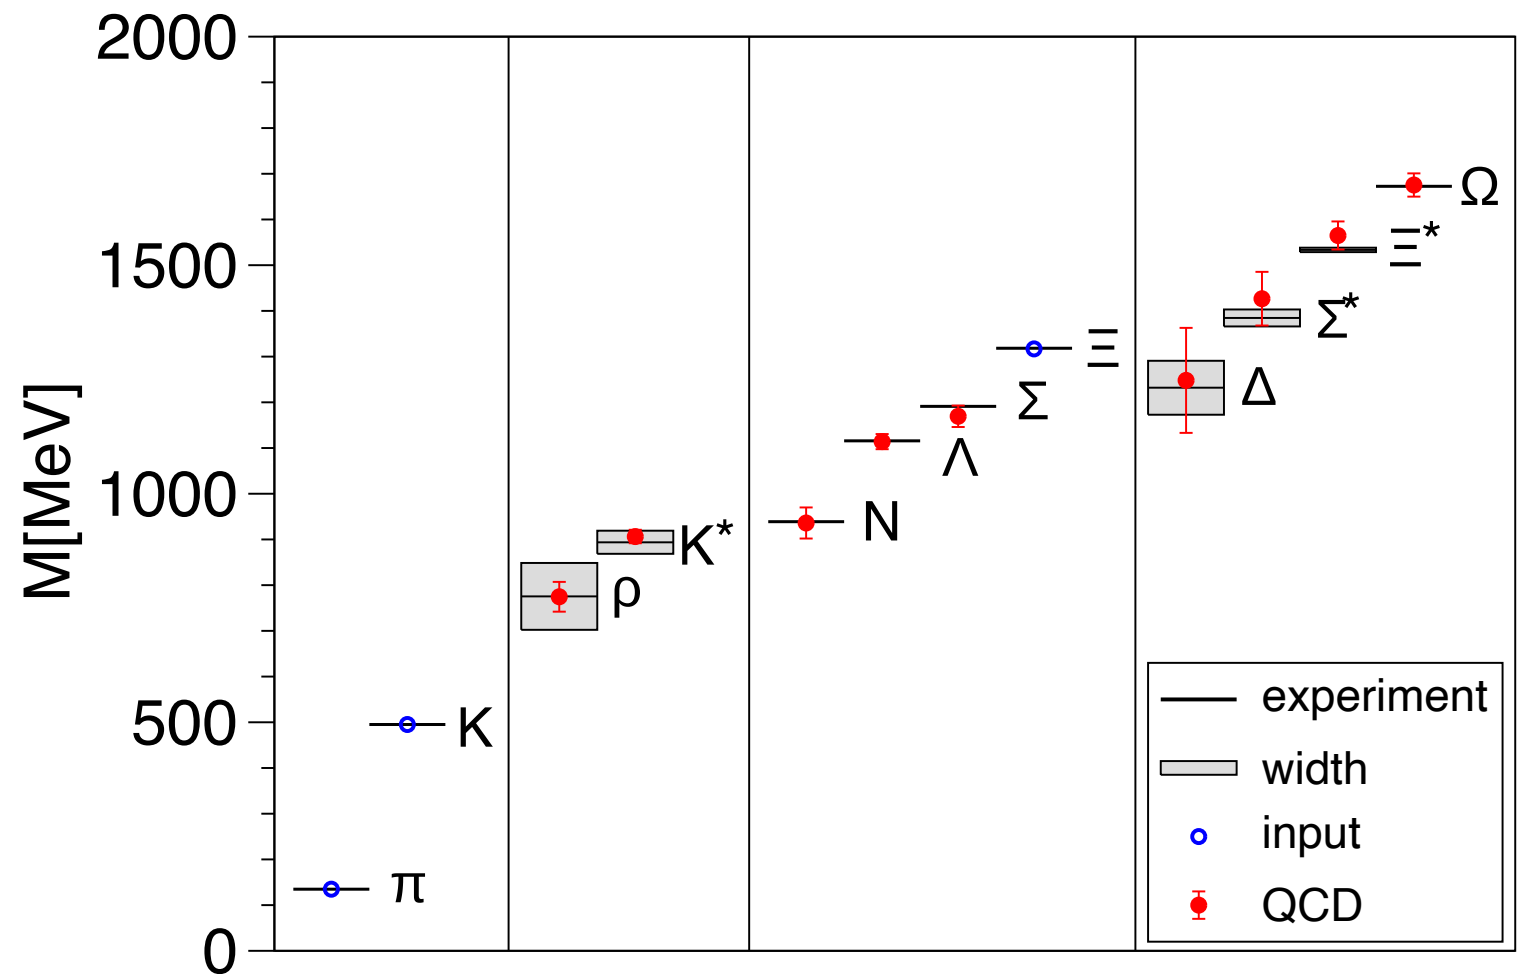 2000
1500
1000
500
0
M[MeV]
π
K
ρ
K*
N
Λ
Σ
Ξ
Δ
Σ*
Ξ*
Ω
experiment
width
input
QCD